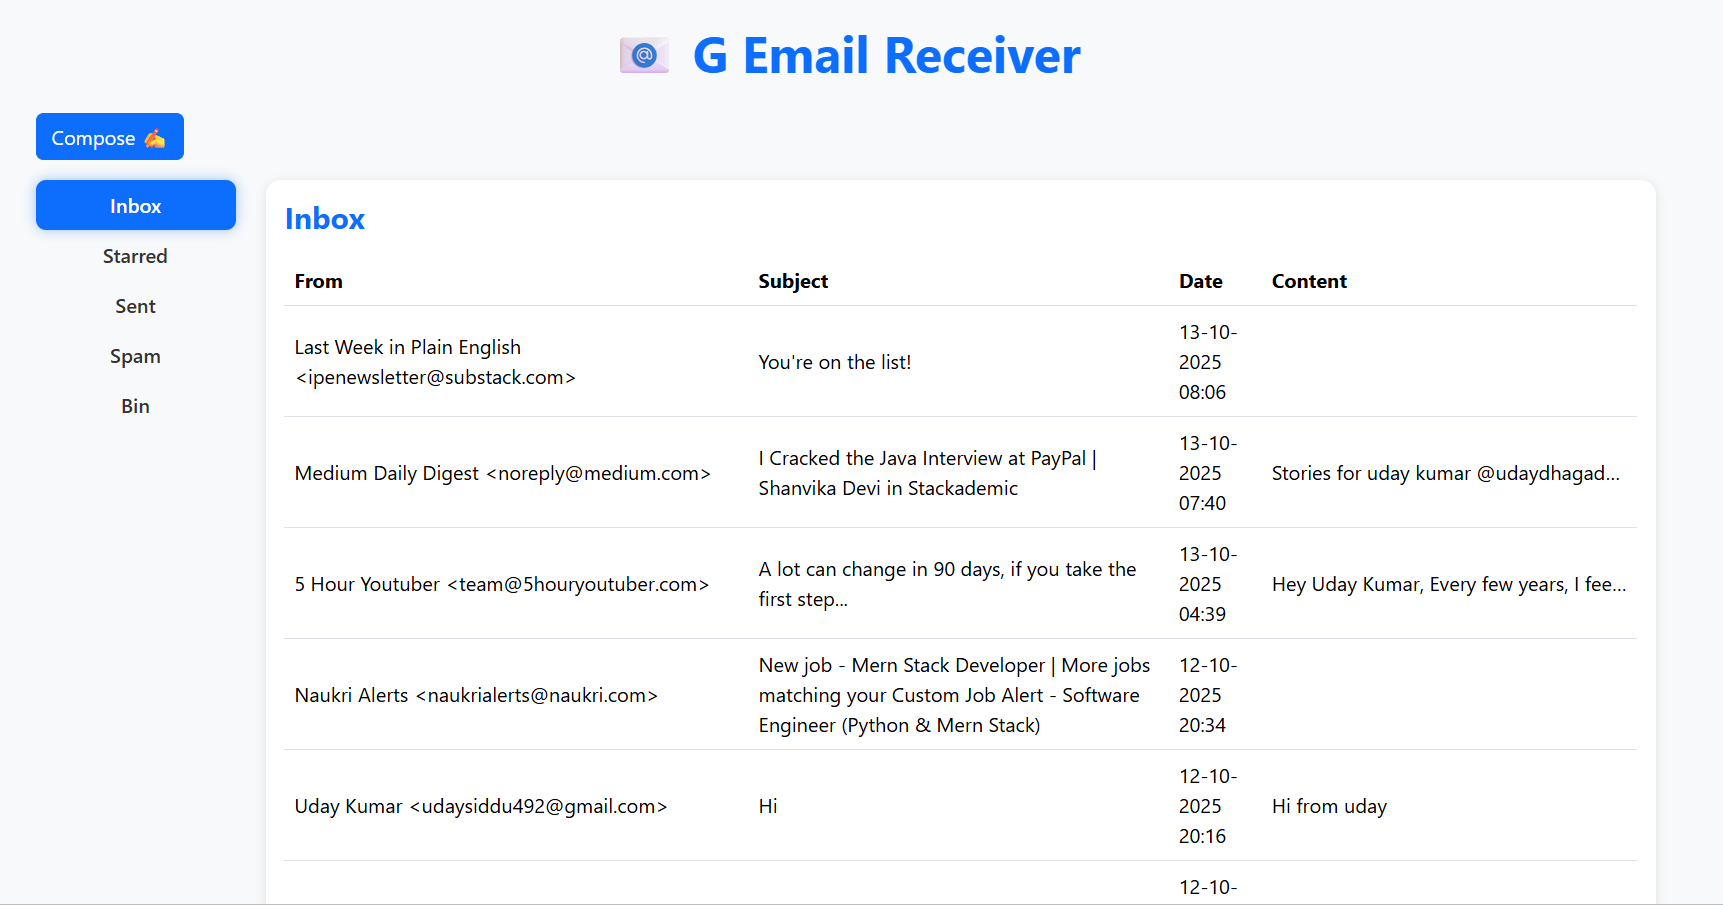 G Email Receiver
Compose ✍
Inbox
Starred
Sent
Spam
Bin
Inbox
From Subject Date Content
Last Week in Plain English
<ipenewsletter@substack.com>
You're on the list!
13-10-
2025
08:06
Medium Daily Digest <noreply@medium.com>
I Cracked the Java Interview at PayPal |
Shanvika Devi in Stackademic
13-10-
2025
07:40
Stories for uday kumar @udaydhagad...
5 Hour Youtuber <team@5houryoutuber.com>
A lot can change in 90 days, if you take the
first step...
13-10-
2025
04:39
Hey Uday Kumar, Every few years, I fee...
Naukri Alerts <naukrialerts@naukri.com>
New job - Mern Stack Developer | More jobs
matching your Custom Job Alert - Software
Engineer (Python & Mern Stack)
12-10-
2025
20:34
Uday Kumar <udaysiddu492@gmail.com>
Hi
12-10-
2025
20:16
Hi from uday
12-10-